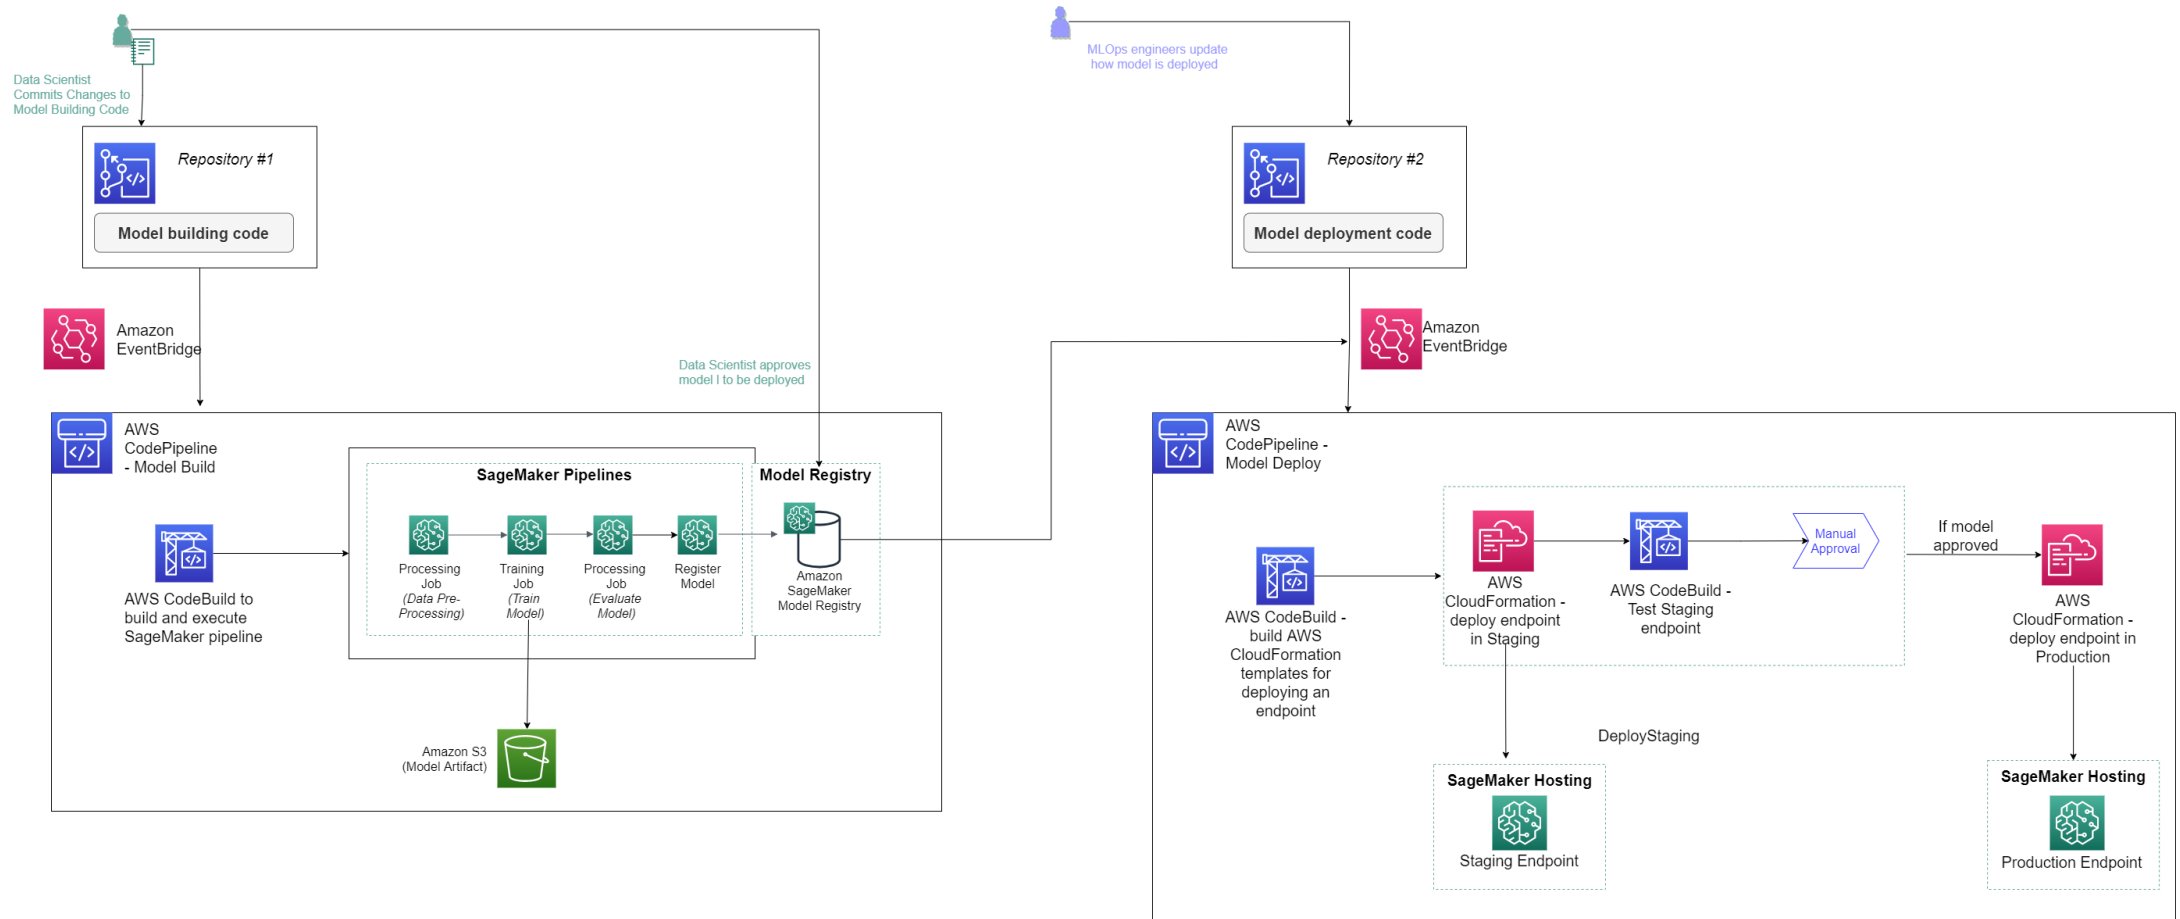 Data Scientist
Commits Changes to
Model Building Code
MLOps engineers update
how model is deployed
Repository #1
Model building code
Repository #2
Model deployment code
Amazon
EventBridge
Amazon
EventBridge
Data Scientist approves
model I to be deployed
AWS
CodePipeline
- Model Build
SageMaker Pipelines
Model Registry
Processing
Job
(Data Pre-
Processing)
Training
Job
(Train
Model)
Processing
Job
(Evaluate
Model)
Register
Model
Amazon
SageMaker
Model Registry
AWS CodeBuild to
build and execute
SageMaker pipeline
Amazon S3
(Model Artifact)
AWS
CodePipeline -
Model Deploy
AWS CodeBuild -
build AWS
CloudFormation
templates for
deploying an
endpoint
AWS
CloudFormation -
deploy endpoint
in Staging
AWS CodeBuild -
Test Staging
endpoint
Manual
Approval
If model
approved
AWS
CloudFormation -
deploy endpoint in
Production
DeployStaging
SageMaker Hosting
Staging Endpoint
SageMaker Hosting
Production Endpoint